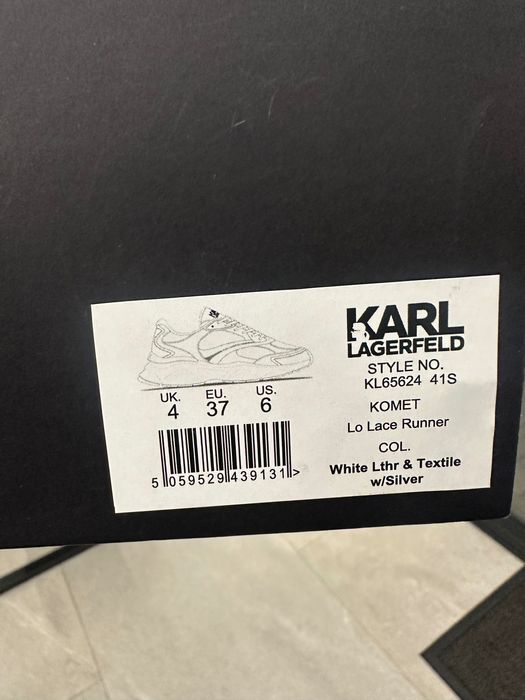 KARL
LAGERFELD
STYLE NO.
KL65624 41S
KOMET
Lo Lace Runner
COL.
White Lthr & Textile
w/Silver
UK. EU. US.
4 37 6
5 059529 439131 >